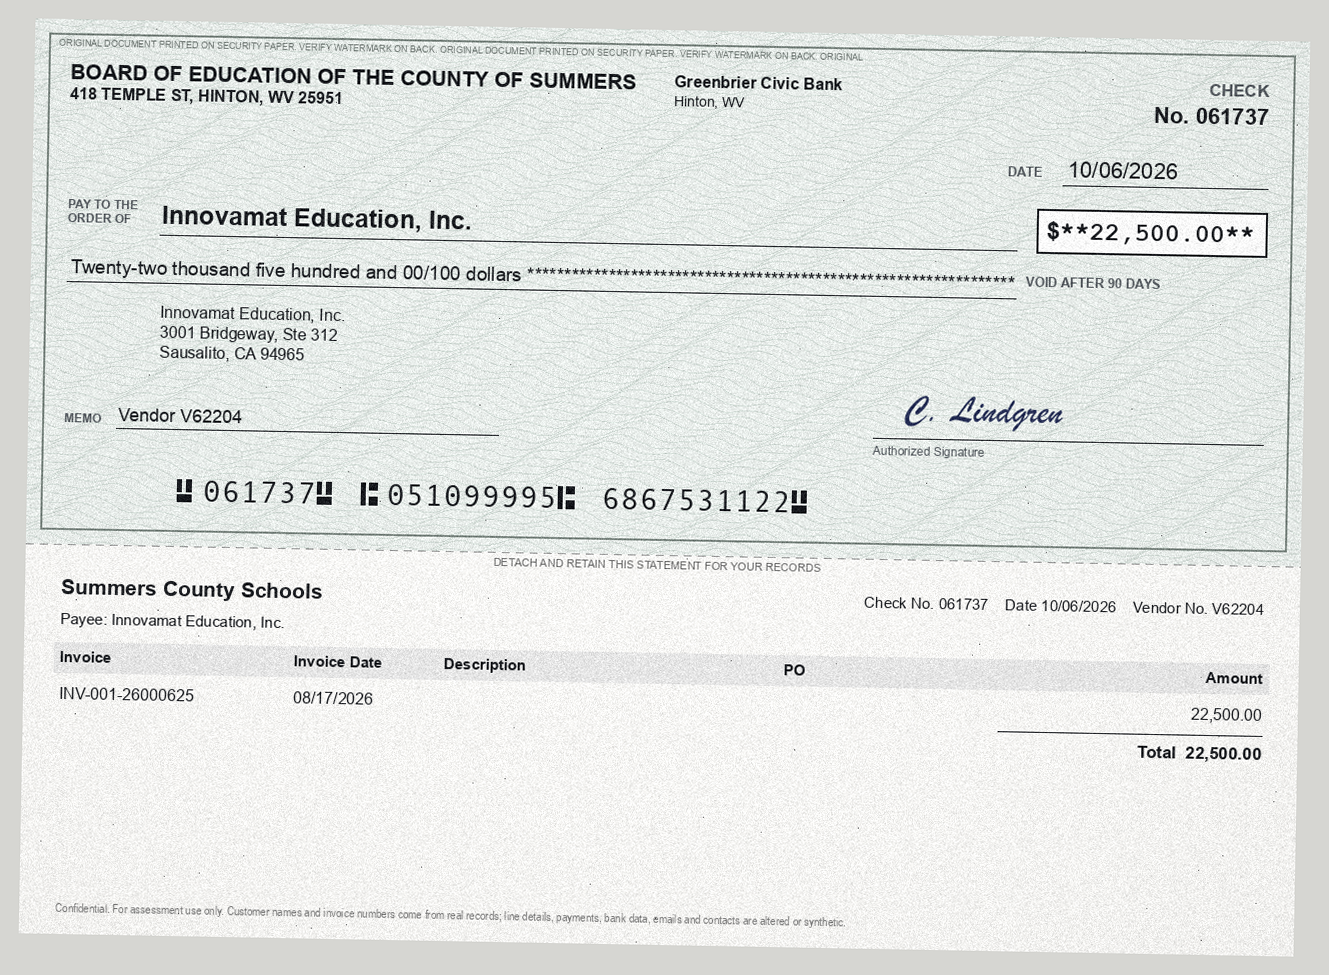 ORIGINAL DOCUMENT PRINTED ON SECURITY PAPER. VERIFY WATERMARK ON BACK. ORIGINAL DOCUMENT PRINTED ON SECURITY PAPER. VERIFY WATERMARK ON BACK. ORIGINAL
BOARD OF EDUCATION OF THE COUNTY OF SUMMERS
418 TEMPLE ST, HINTON, WV 25951
Greenbrier Civic Bank
Hinton, WV
CHECK
No. 061737
DATE 10/06/2026
PAY TO THE
ORDER OF
Innovamat Education, Inc.
$**22,500.00**
Twenty-two thousand five hundred and 00/100 dollars ******************************************************************
VOID AFTER 90 DAYS
Innovamat Education, Inc.
3001 Bridgeway, Ste 312
Sausalito, CA 94965
MEMO Vendor V62204
C. Lindgren
Authorized Signature
⑈061737⑈ ⑆051099995⑆ 6867531122⑈
DETACH AND RETAIN THIS STATEMENT FOR YOUR RECORDS
Summers County Schools
Check No. 061737 Date 10/06/2026 Vendor No. V62204
Payee: Innovamat Education, Inc.
Invoice Invoice Date Description PO Amount
INV-001-26000625 08/17/2026 22,500.00
Total 22,500.00
Confidential. For assessment use only. Customer names and invoice numbers come from real records; line details, payments, bank data, emails and contacts are altered or synthetic.